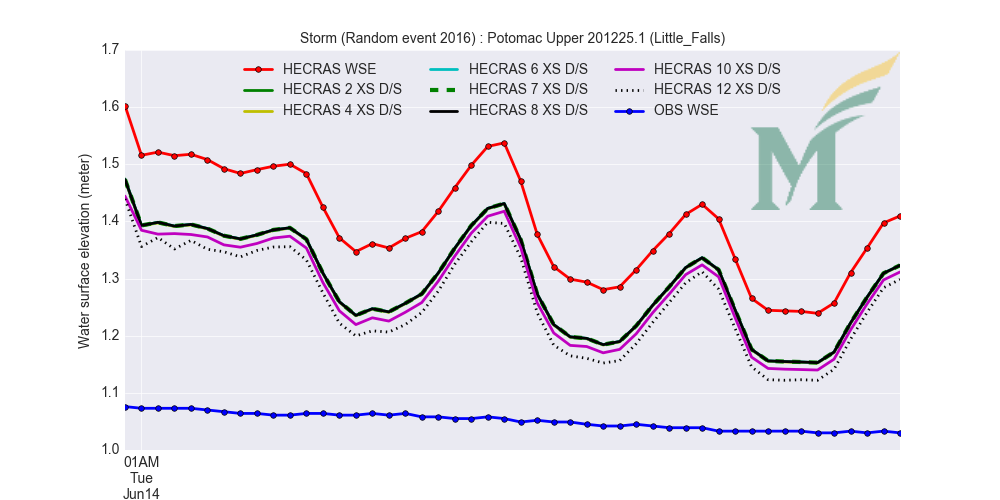 Storm (Random event 2016) : Potomac Upper 201225.1 (Little_Falls)
HECRAS WSE
HECRAS 2 XS D/S
HECRAS 4 XS D/S
HECRAS 6 XS D/S
HECRAS 7 XS D/S
HECRAS 8 XS D/S
HECRAS 10 XS D/S
HECRAS 12 XS D/S
OBS WSE
M
Water surface elevation (meter)
1.7
1.6
1.5
1.4
1.3
1.2
1.1
1.0
01AM
Tue
Jun14